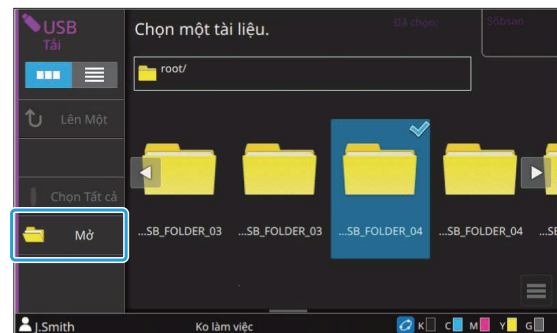 USB
Tải
Chọn một tài liệu.
Đã chọn:
Sốbsao
root/
Lên Một
Chọn Tất cả
Mở
...SB_FOLDER_03
...SB_FOLDER_03
...SB_FOLDER_04
...SB_FOLDER_04
...SE
J.Smith
Ko làm việc
K
C
M
Y
G